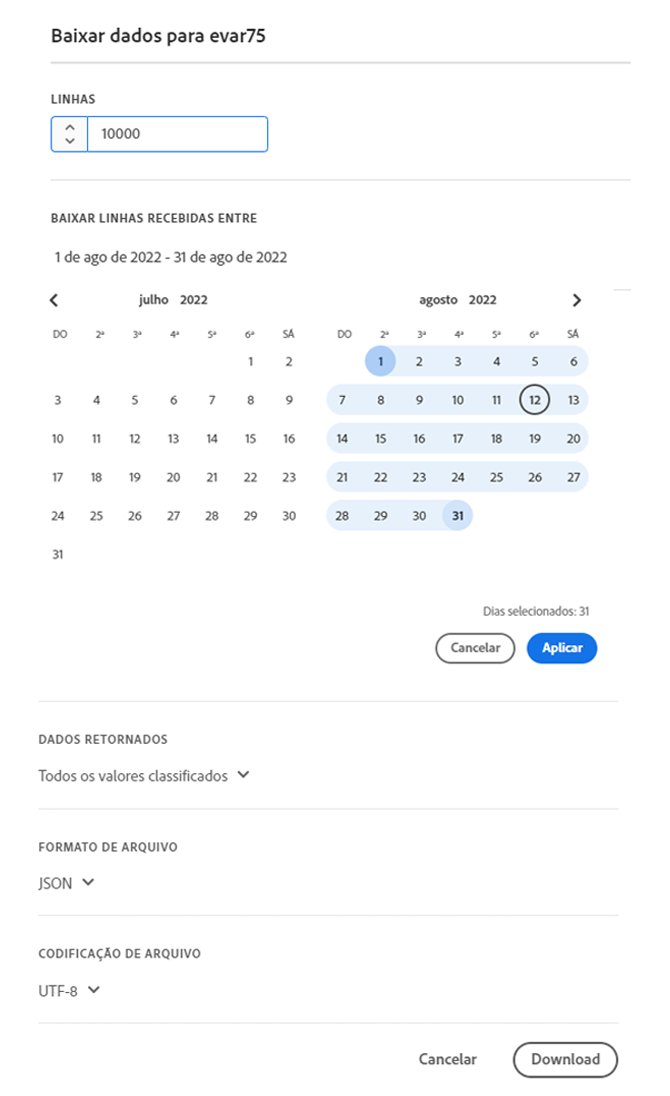 Baixar dados para evar75
LINHAS
10000
BAIXAR LINHAS RECEBIDAS ENTRE
1 de ago de 2022 - 31 de ago de 2022
julho 2022
DO 2ª 3ª 4ª 5ª 6ª SÁ
1 2
3 4 5 6 7 8 9
10 11 12 13 14 15 16
17 18 19 20 21 22 23
24 25 26 27 28 29 30
31
agosto 2022
DO 2ª 3ª 4ª 5ª 6ª SÁ
1 2 3 4 5 6
7 8 9 10 11 12 13
14 15 16 17 18 19 20
21 22 23 24 25 26 27
28 29 30 31
Dias selecionados: 31
Cancelar Aplicar
DADOS RETORNADOS
Todos os valores classificados
FORMATO DE ARQUIVO
JSON
CODIFICAÇÃO DE ARQUIVO
UTF-8
Cancelar Download